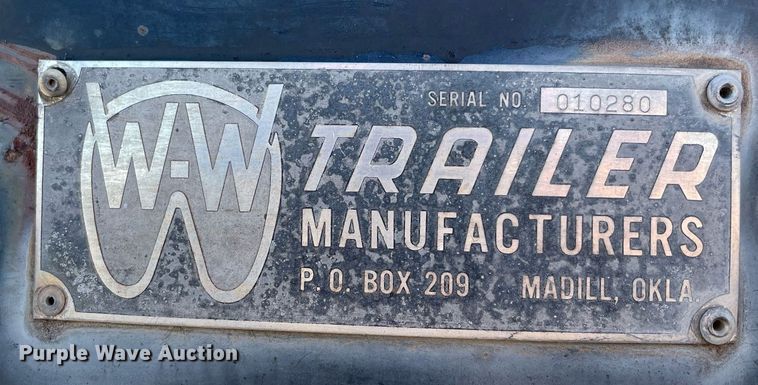 SERIAL NO. 010280
W-W TRAILER
MANUFACTURERS
P. O. BOX 209 MADILL, OKLA.
Purple Wave Auction